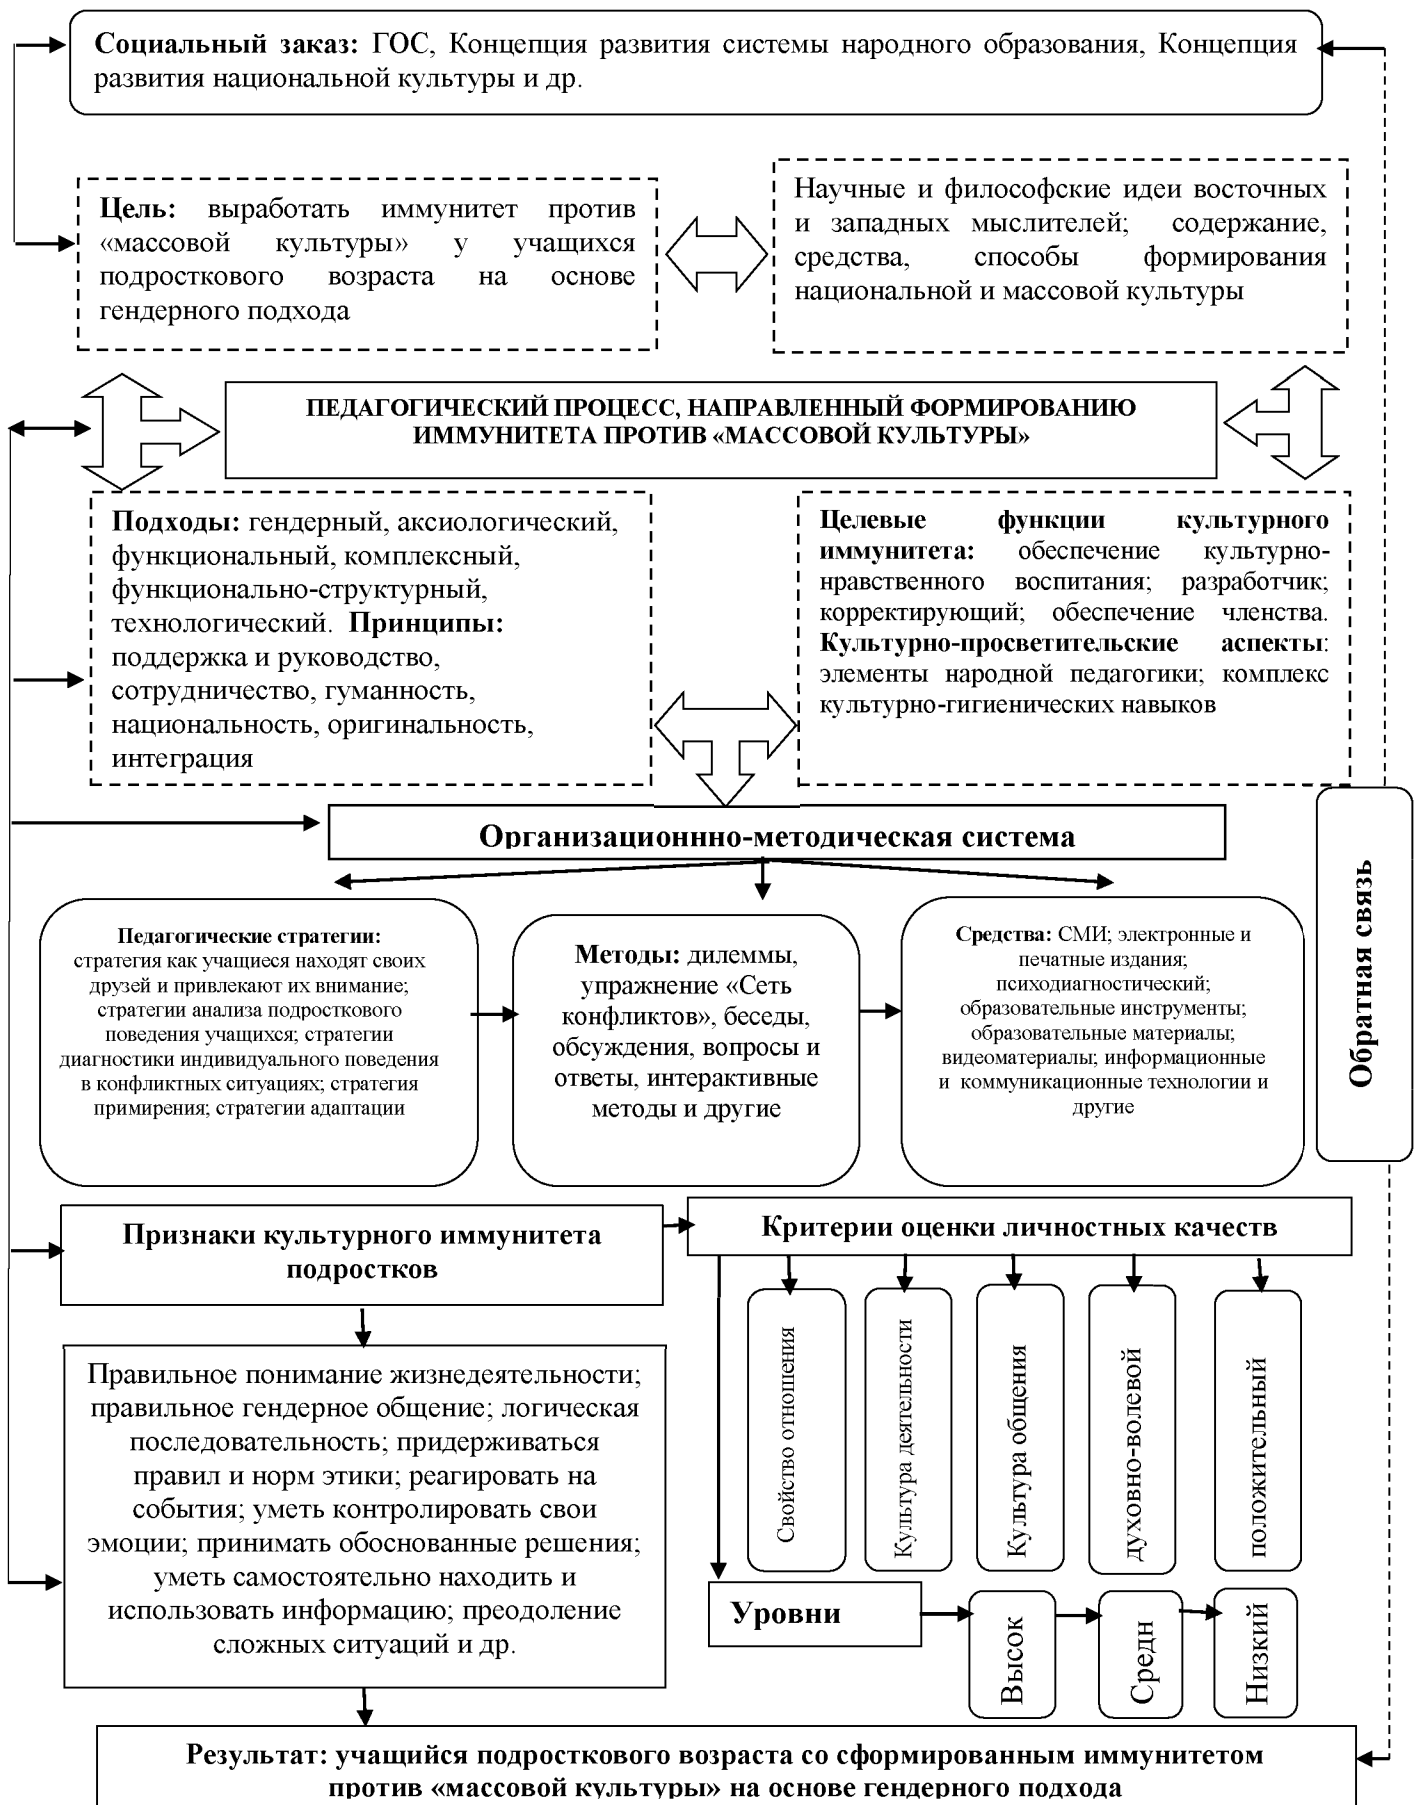 Социальный заказ: ГОС, Концепция развития системы народного образования, Концепция
развития национальной культуры и др.
Цель: выработать иммунитет против
«массовой культуры» у учащихся
подросткового возраста на основе
гендерного подхода
Научные и философские идеи восточных
и западных мыслителей; содержание,
средства, способы формирования
национальной и массовой культуры
ПЕДАГОГИЧЕСКИЙ ПРОЦЕСС, НАПРАВЛЕННЫЙ ФОРМИРОВАНИЮ
ИММУНИТЕТА ПРОТИВ «МАССОВОЙ КУЛЬТУРЫ»
Подходы: гендерный, аксиологический,
функциональный, комплексный,
функционально-структурный,
технологический. Принципы:
поддержка и руководство,
сотрудничество, гуманность,
национальность, оригинальность,
интеграция
Целевые функции культурного
иммунитета: обеспечение культурно-
нравственного воспитания; разработчик;
корректирующий; обеспечение членства.
Культурно-просветительские аспекты:
элементы народной педагогики; комплекс
культурно-гигиенических навыков
Организационнно-методическая система
Педагогические стратегии:
стратегия как учащиеся находят своих
друзей и привлекают их внимание;
стратегии анализа подросткового
поведения учащихся; стратегии
диагностики индивидуального поведения
в конфликтных ситуациях; стратегия
примирения; стратегии адаптации
Методы: дилеммы,
упражнение «Сеть
конфликтов», беседы,
обсуждения, вопросы и
ответы, интерактивные
методы и другие
Средства: СМИ; электронные и
печатные издания;
психодиагностический;
образовательные инструменты;
образовательные материалы;
видеоматериалы; информационные
и коммуникационные технологии и
другие
Обратная связь
Признаки культурного иммунитета
подростков
Критерии оценки личностных качеств
Свойство отношения
Культура деятельности
Культура общения
духовно-волевой
положительный
Правильное понимание жизнедеятельности;
правильное гендерное общение; логическая
последовательность; придерживаться
правил и норм этики; реагировать на
события; уметь контролировать свои
эмоции; принимать обоснованные решения;
уметь самостоятельно находить и
использовать информацию; преодоление
сложных ситуаций и др.
Уровни
Высок
Средн
Низкий
Результат: учащийся подросткового возраста со сформированным иммунитетом
против «массовой культуры» на основе гендерного подхода